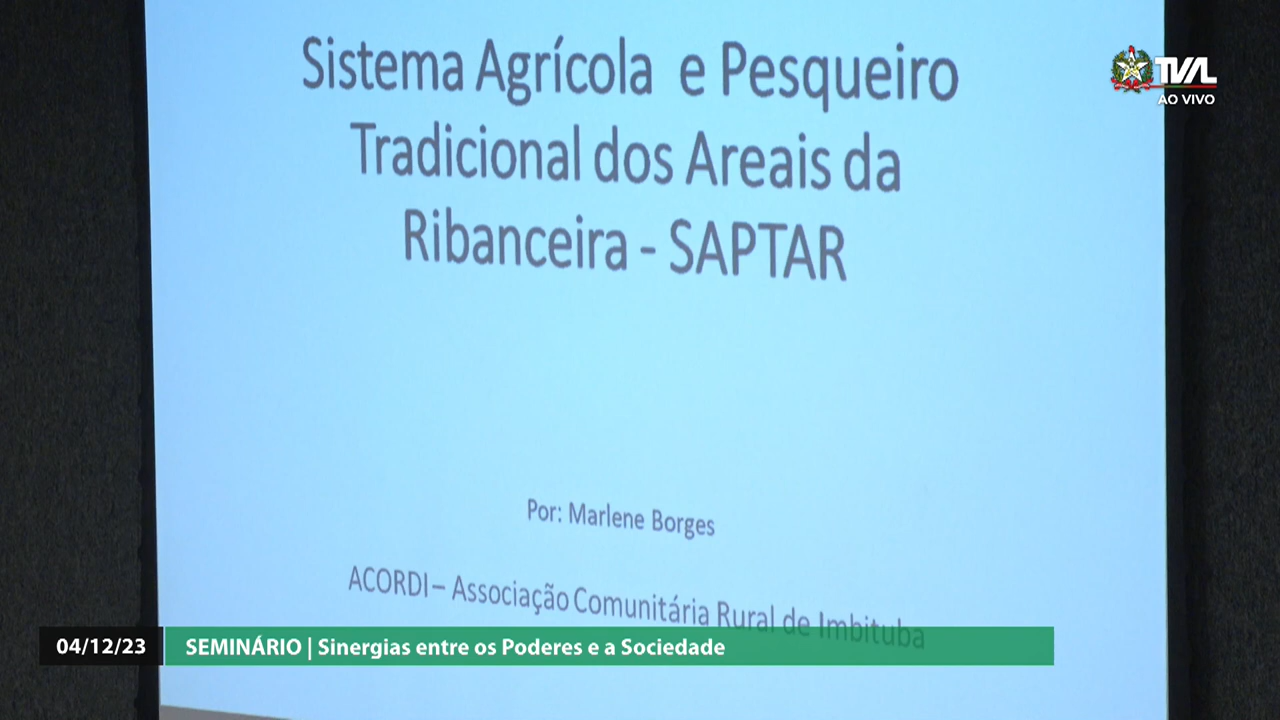 Sistema Agrícola e Pesqueiro
Tradicional dos Areais da
Ribanceira - SAPTAR
TVAL
AO VIVO
Por: Marlene Borges
ACORDI – Associação Comunitária Rural de Imbituba
04/12/23
SEMINÁRIO | Sinergias entre os Poderes e a Sociedade